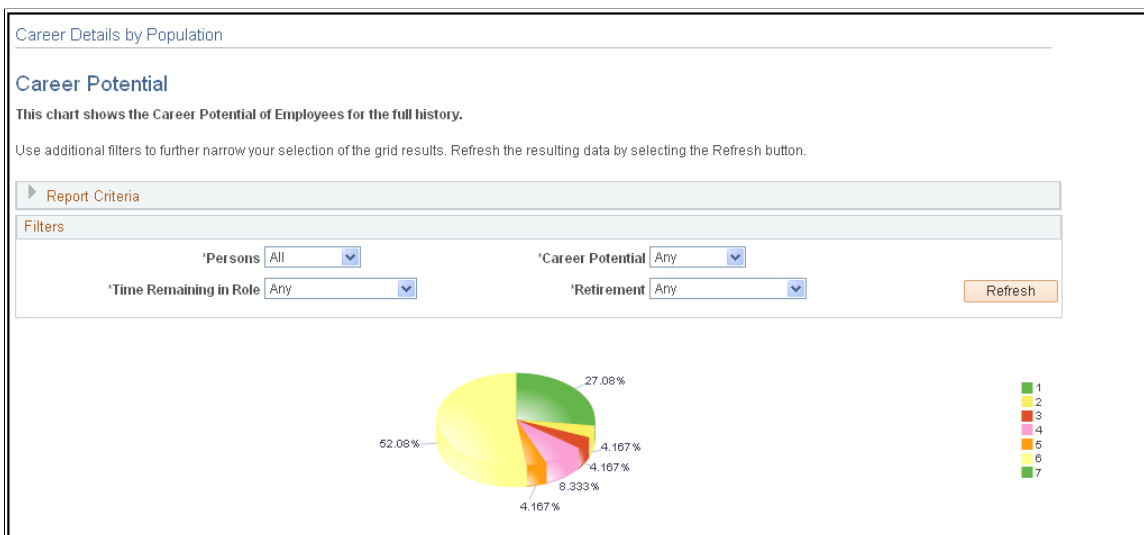 Career Details by Population
Career Potential
This chart shows the Career Potential of Employees for the full history.
Use additional filters to further narrow your selection of the grid results. Refresh the resulting data by selecting the Refresh button.
Report Criteria
Filters
*Persons All *Career Potential Any
*Time Remaining in Role Any *Retirement Any Refresh
27.08%
52.08%
4.167%
4.167%
8.333%
4.167%
1
2
3
4
5
6
7